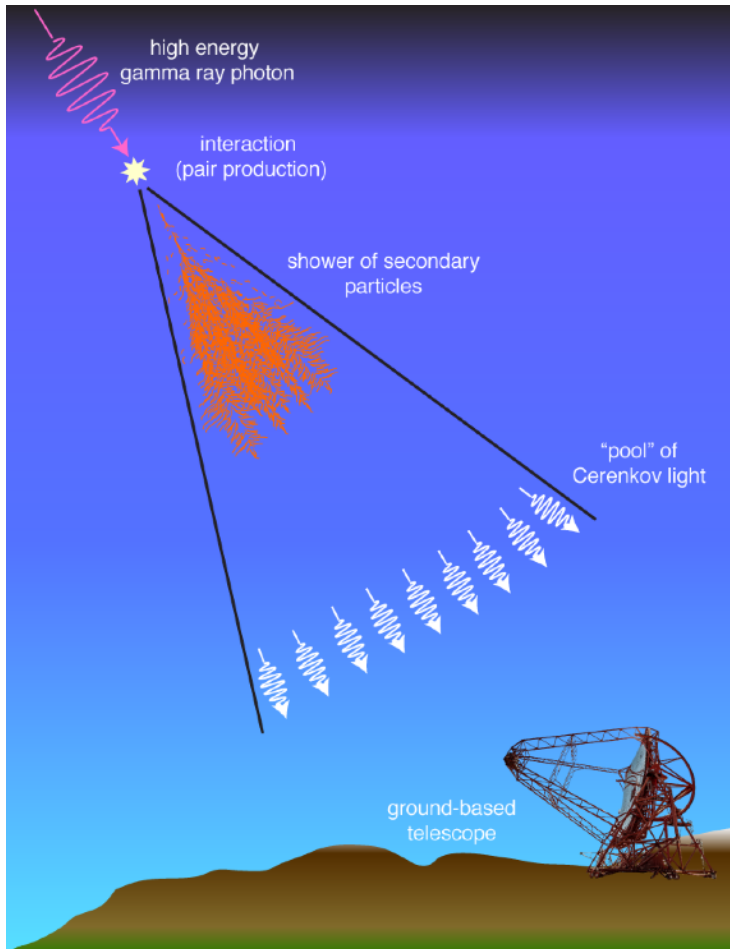 high energy
gamma ray photon
interaction
(pair production)
shower of secondary
particles
“pool” of
Cerenkov light
ground-based
telescope